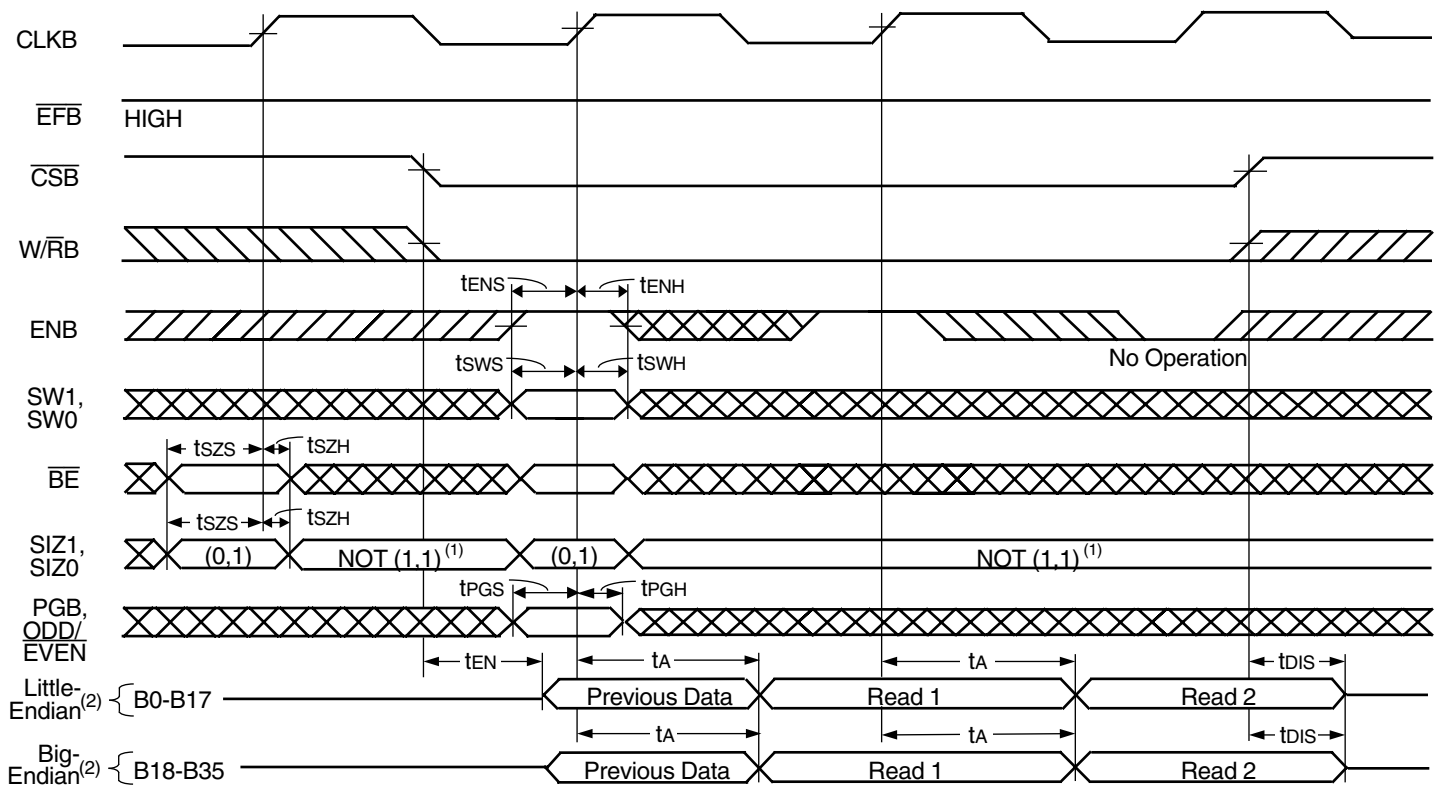 CLKB
EFB
HIGH
CSB
W/RB
tENS tENH
ENB
No Operation
tSWS tSWH
SW1,
SW0
tSZS tSZH
BE
tSZS tSZH
SIZ1,
SIZ0
(0,1) NOT (1,1) (1) (0,1) NOT (1,1) (1)
tPGS tPGH
PGB,
ODD/
EVEN
tEN tA tA tDIS
Little-
Endian(2) { B0-B17 Previous Data Read 1 Read 2
tA tA tDIS
Big-
Endian(2) { B18-B35 Previous Data Read 1 Read 2